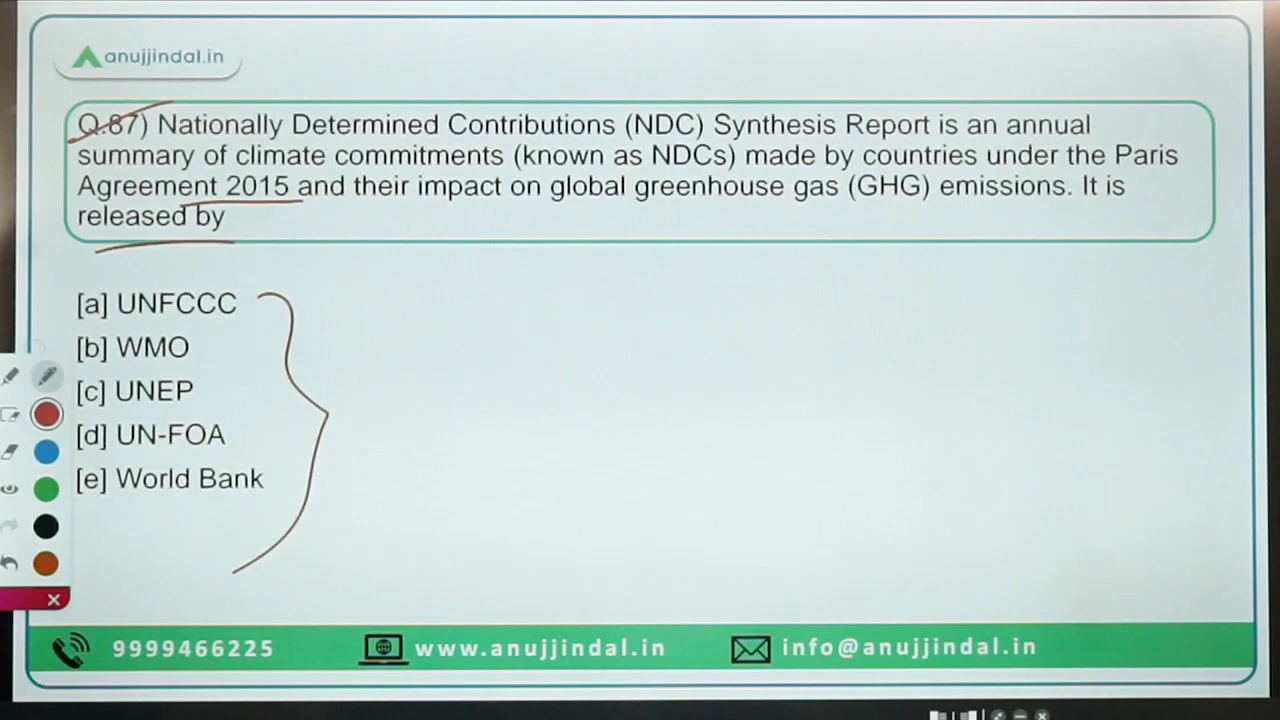 anujjindal.in
Q.87) Nationally Determined Contributions (NDC) Synthesis Report is an annual
summary of climate commitments (known as NDCs) made by countries under the Paris
Agreement 2015 and their impact on global greenhouse gas (GHG) emissions. It is
released by
[a] UNFCCC
[b] WMO
[c] UNEP
[d] UN-FOA
[e] World Bank
9999466225 www.anujjindal.in info@anujjindal.in